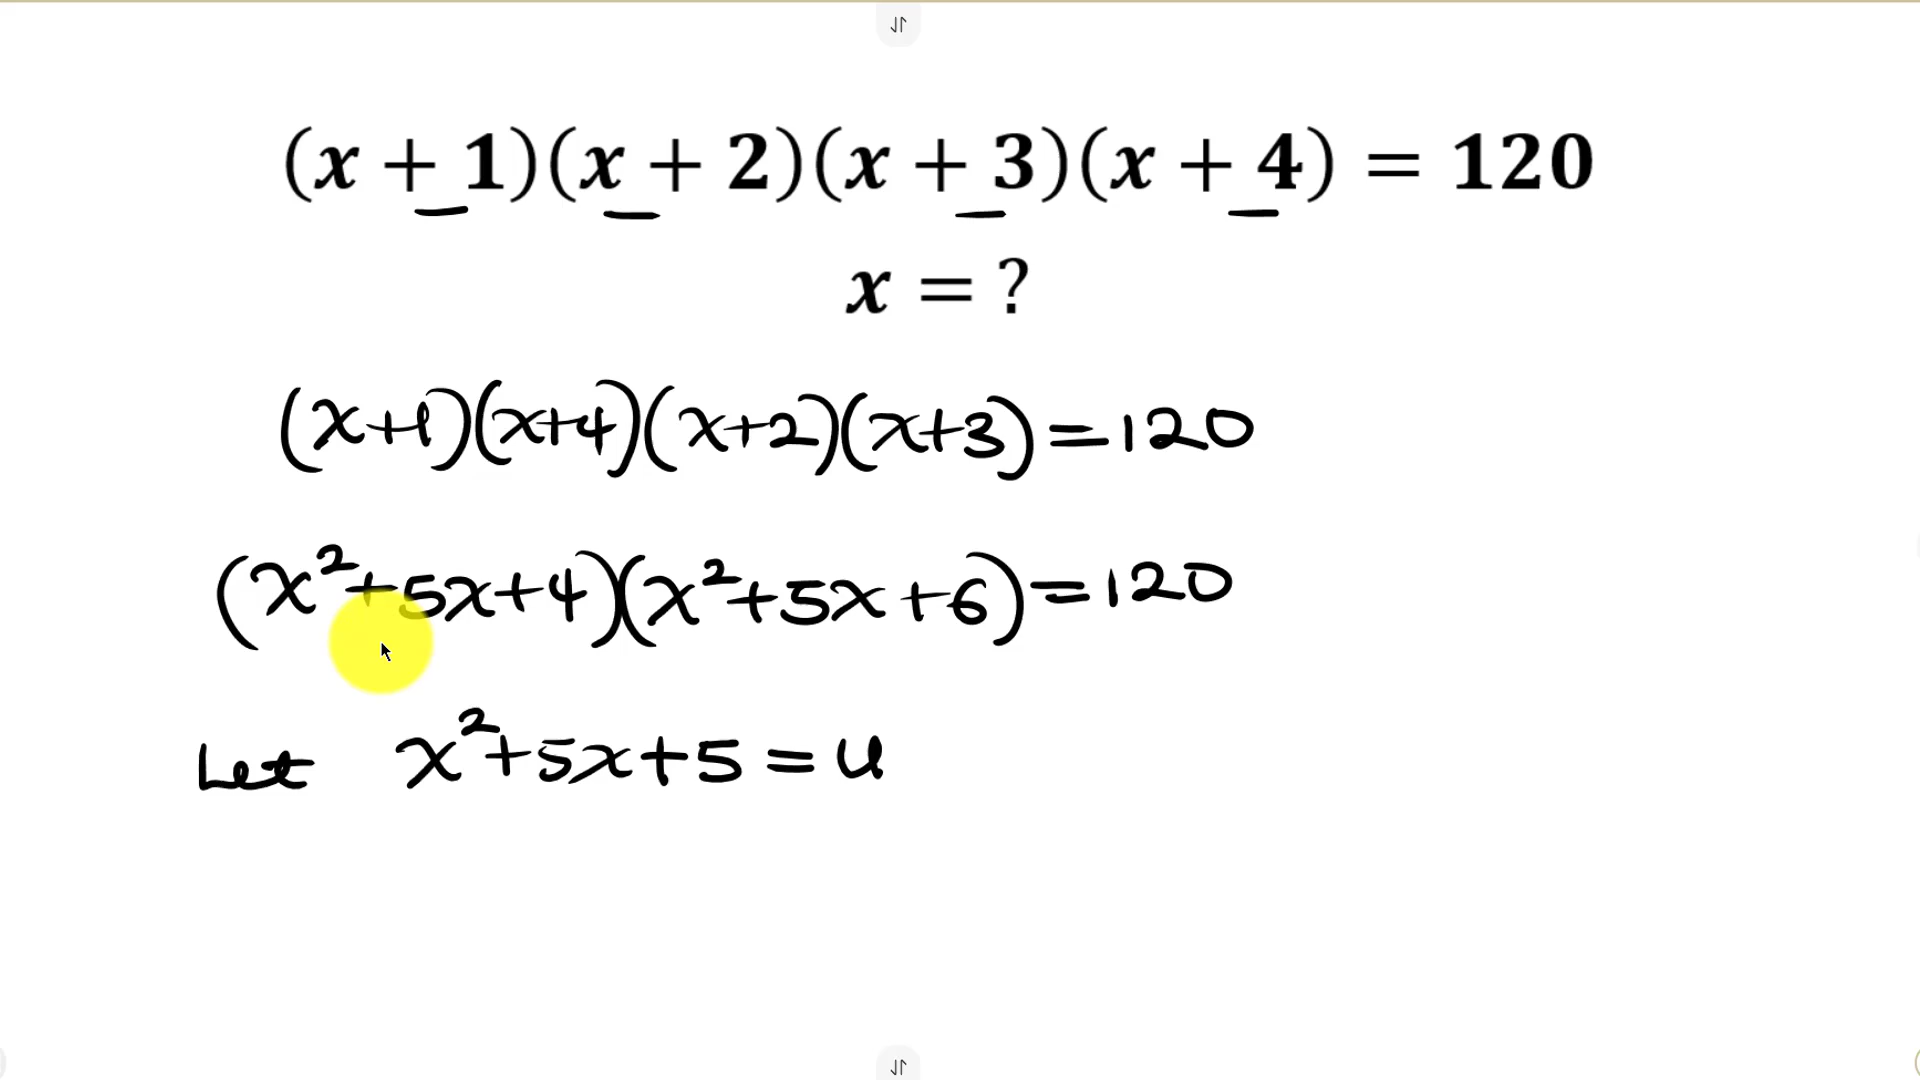 (x + 1)(x + 2)(x + 3)(x + 4) = 120
x = ?
(x+1)(x+4)(x+2)(x+3)=120
(x²+5x+4)(x²+5x+6)=120
Let x²+5x+5=u